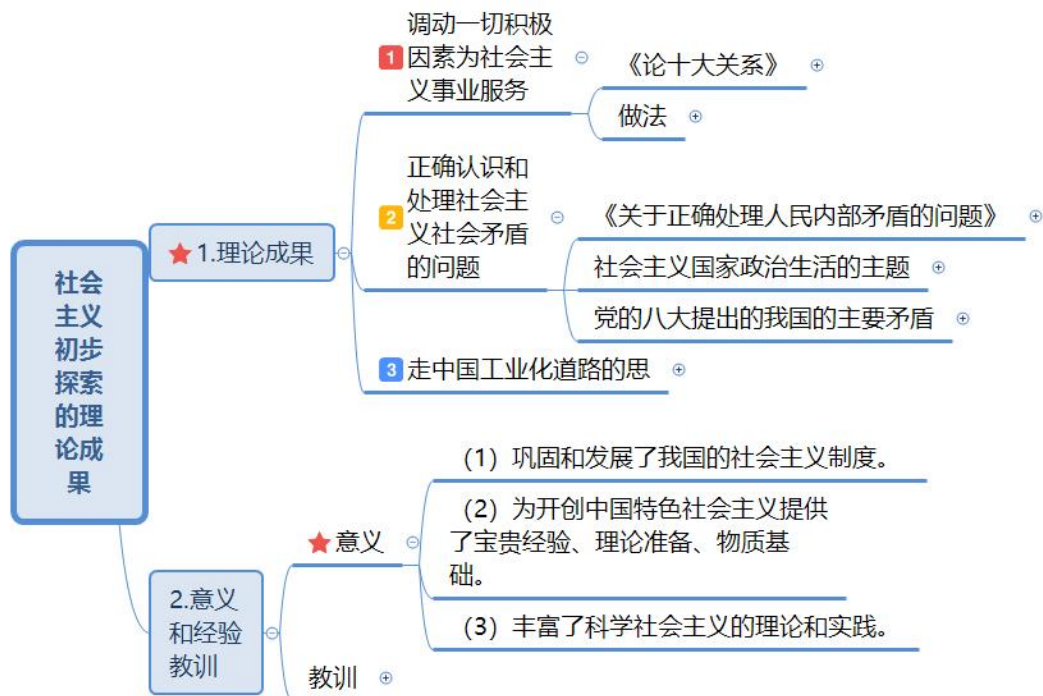 社会
主义
初步
探索
的理
论成
果
1.理论成果
1
调动一切积极
因素为社会主
义事业服务
《论十大关系》
做法
2
正确认识和
处理社会主
义社会矛盾
的问题
《关于正确处理人民内部矛盾的问题》
社会主义国家政治生活的主题
党的八大提出的我国的主要矛盾
3 走中国工业化道路的思
2.意义
和经验
教训
意义
（1）巩固和发展了我国的社会主义制度。
（2）为开创中国特色社会主义提供
了宝贵经验、理论准备、物质基
础。
（3）丰富了科学社会主义的理论和实践。
教训